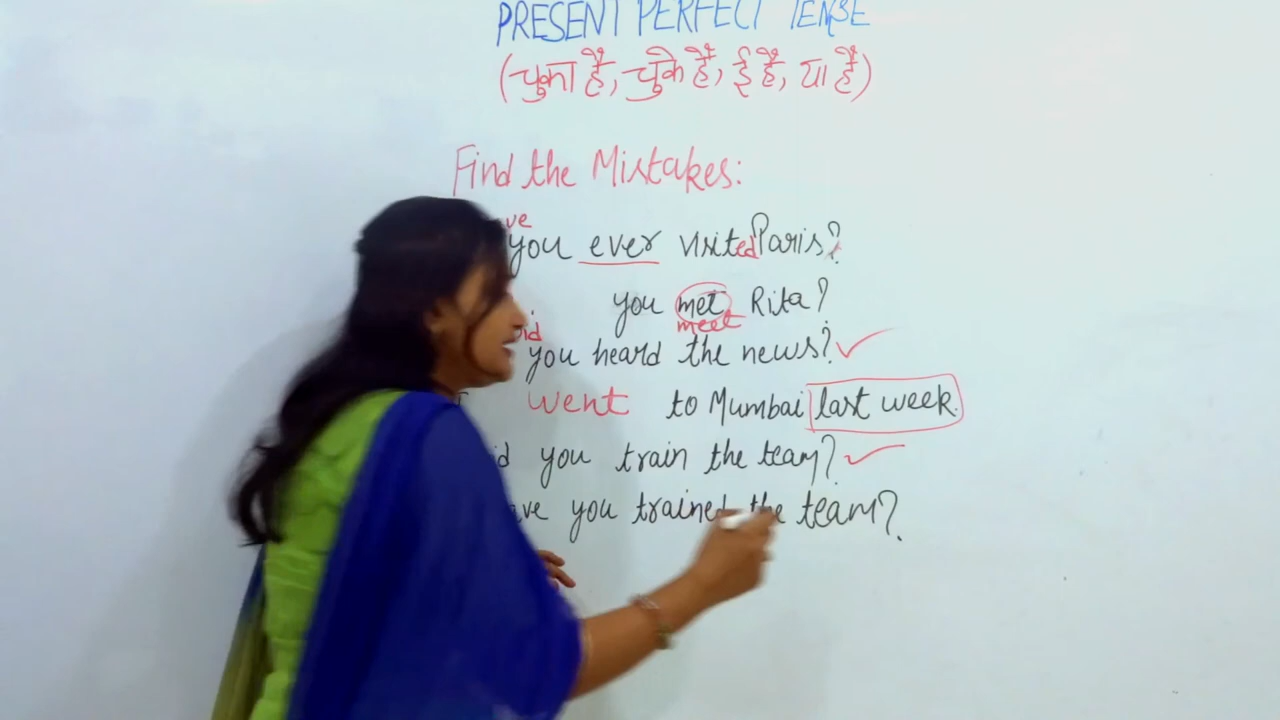 PRESENT PERFECT TENSE
(चुका है, चुके हैं, ई है, या है)
Find the Mistakes:
ve
you ever visited Paris?
you met Rita?
meet
id
you heard the news? ✓
went to Mumbai last week.
id you train the team? ✓
ave you trained the team?